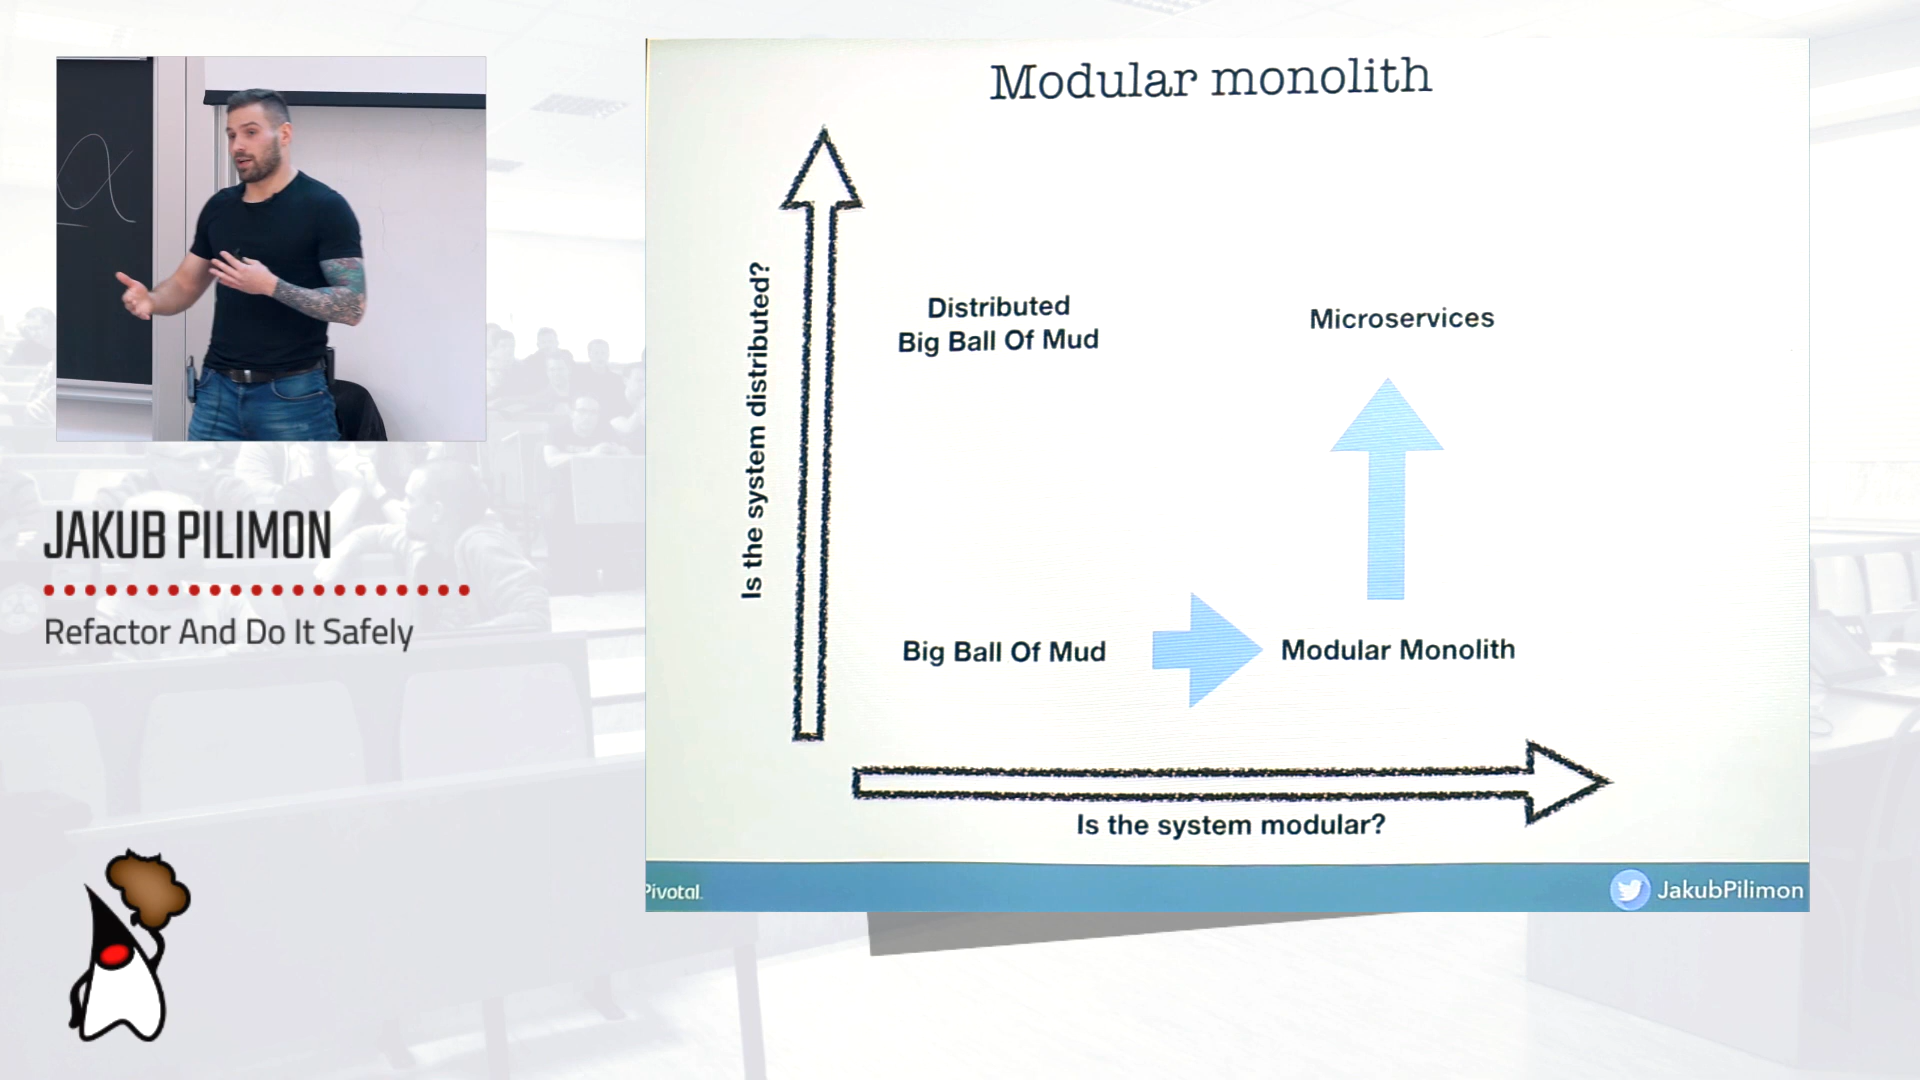 JAKUB PILIMON
Refactor And Do It Safely
Modular monolith
Is the system distributed?
Distributed
Big Ball Of Mud
Microservices
Big Ball Of Mud
Modular Monolith
Is the system modular?
Pivotal.
JakubPilimon